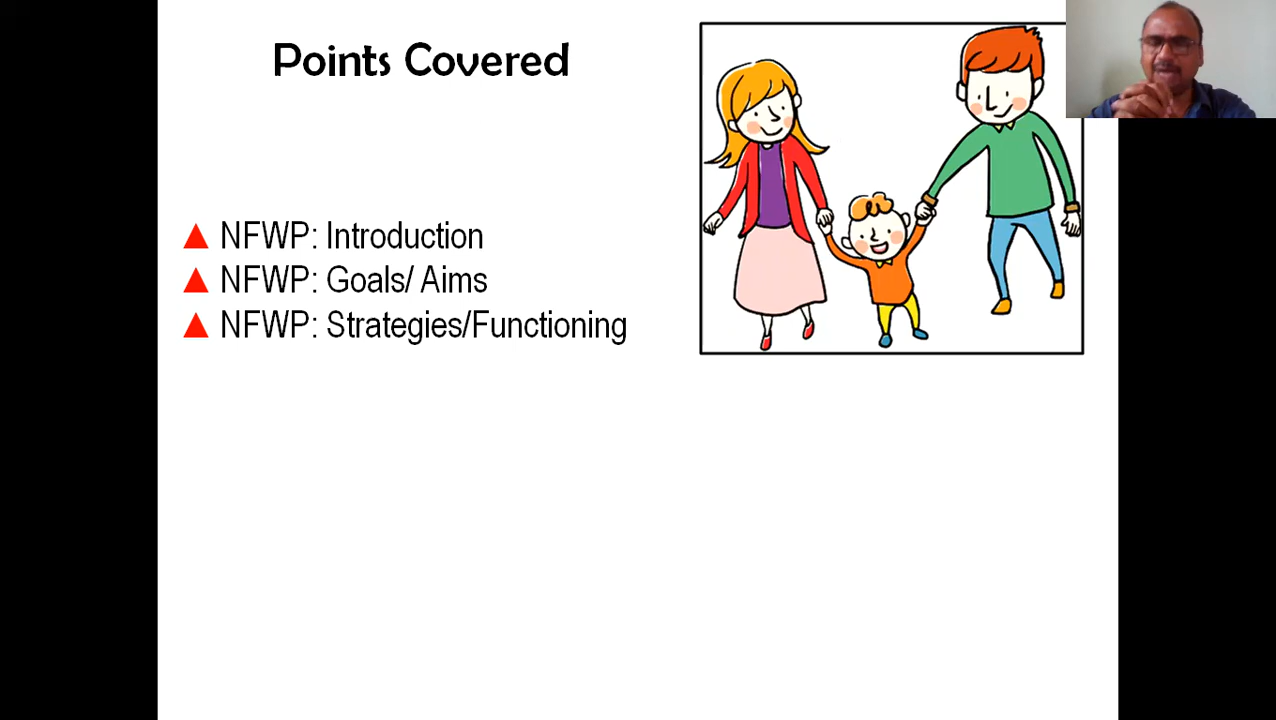 Points Covered
NFWP: Introduction
NFWP: Goals/ Aims
NFWP: Strategies/Functioning